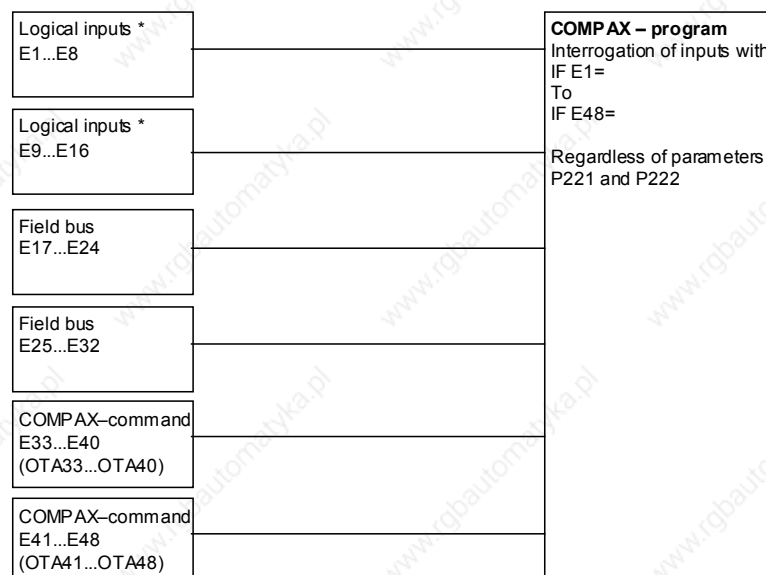 Logical inputs *
E1...E8
Logical inputs *
E9...E16
Field bus
E17...E24
Field bus
E25...E32
COMPAX–command
E33...E40
(OTA33...OTA40)
COMPAX–command
E41...E48
(OTA41...OTA48)
COMPAX – program
Interrogation of inputs with
IF E1=
To
IF E48=
Regardless of parameters
P221 and P222
www.rgbautomatyka.pl